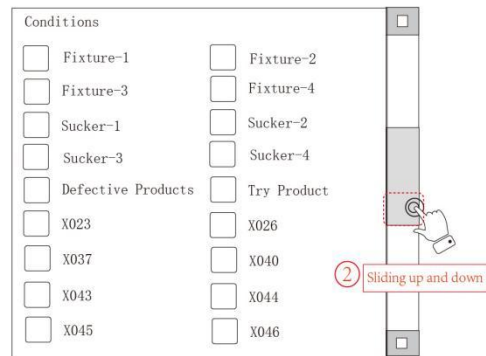 Conditions
Fixture-1 Fixture-2
Fixture-3 Fixture-4
Sucker-1 Sucker-2
Sucker-3 Sucker-4
Defective Products Try Product
X023 X026
X037 X040
X043 X044
X045 X046
② Sliding up and down